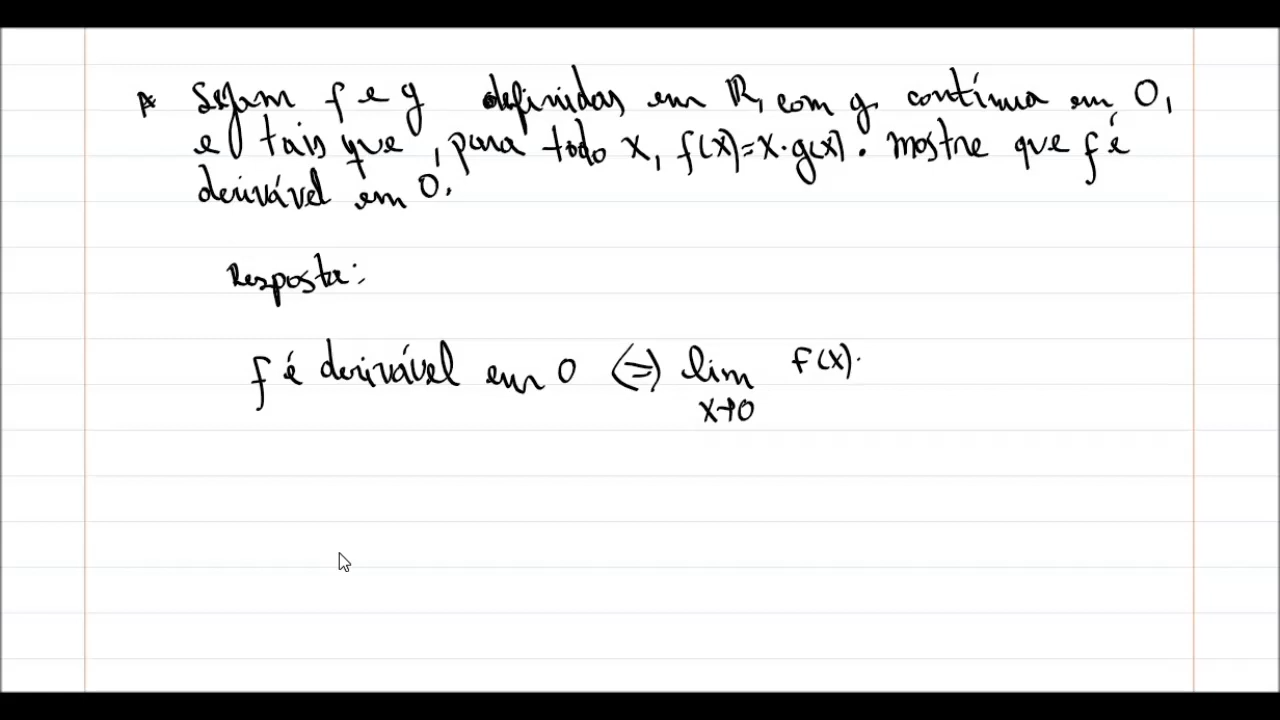 Sejam f e g definidas em ℝ, com g contínua em 0,
e tais que, para todo x, f(x)=x·g(x). mostre que f é
derivável em 0.
Resposta:
f é derivável em 0 (=) lim f(x)
x→0